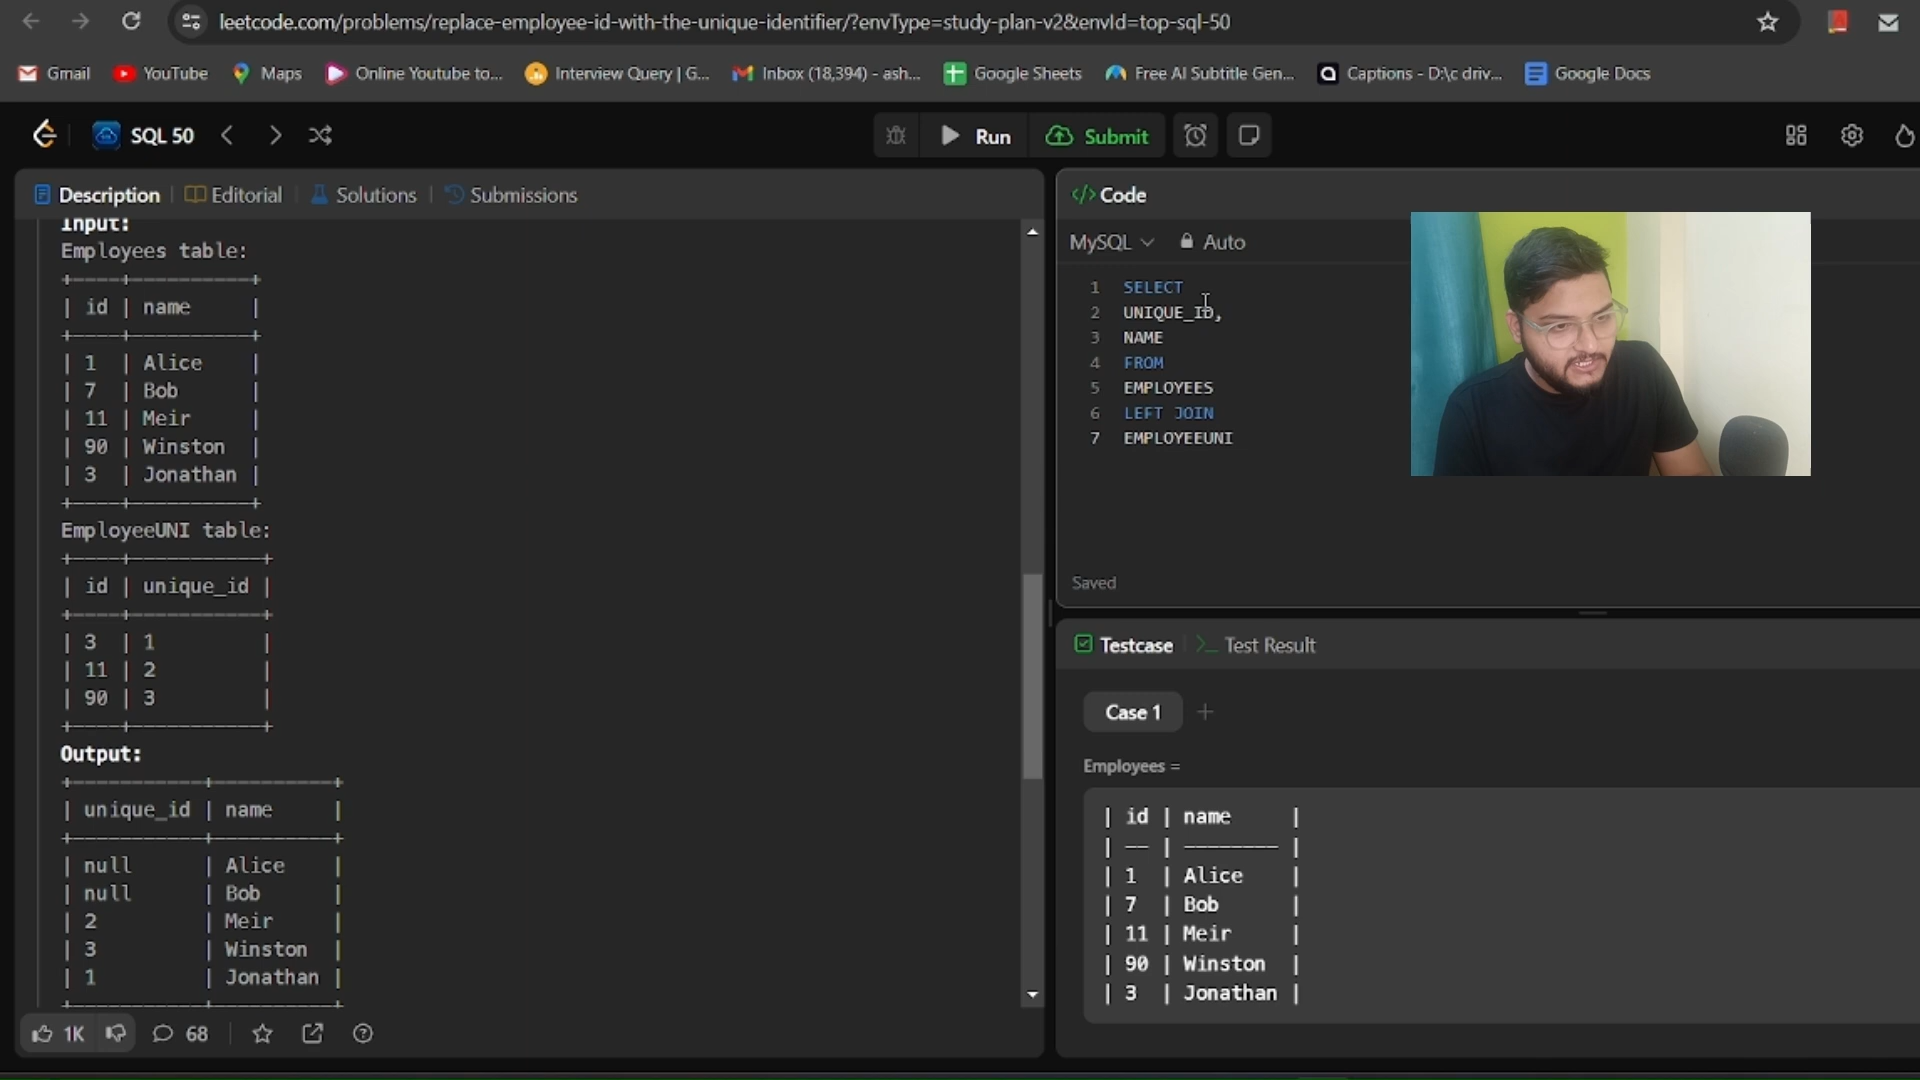 leetcode.com/problems/replace-employee-id-with-the-unique-identifier/?envType=study-plan-v2&envId=top-sql-50
Gmail YouTube Maps Online Youtube to... Interview Query | G... Inbox (18,394) - ash... Google Sheets Free AI Subtitle Gen... Captions - D:\c driv... Google Docs
SQL 50 Run Submit
Description | Editorial | Solutions | Submissions
Input:
Employees table:
+----+----------+
| id | name     |
+----+----------+
| 1  | Alice    |
| 7  | Bob      |
| 11 | Meir     |
| 90 | Winston  |
| 3  | Jonathan |
+----+----------+
EmployeeUNI table:
+----+-----------+
| id | unique_id |
+----+-----------+
| 3  | 1         |
| 11 | 2         |
| 90 | 3         |
+----+-----------+
Output:
+-----------+----------+
| unique_id | name     |
+-----------+----------+
| null      | Alice    |
| null      | Bob      |
| 2         | Meir     |
| 3         | Winston  |
| 1         | Jonathan |
+-----------+----------+
1K 68
</> Code
MySQL Auto
1 SELECT
2 UNIQUE_ID,
3 NAME
4 FROM
5 EMPLOYEES
6 LEFT JOIN
7 EMPLOYEEUNI
Saved
Testcase >_ Test Result
Case 1 +
Employees =
| id | name     |
| -- | -------- |
| 1  | Alice    |
| 7  | Bob      |
| 11 | Meir     |
| 90 | Winston  |
| 3  | Jonathan |